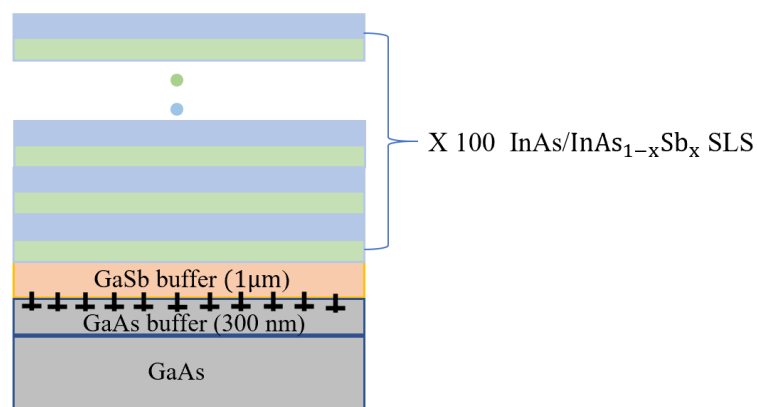 X 100 InAs/InAs₁₋ₓSbₓ SLS
GaSb buffer (1μm)
GaAs buffer (300 nm)
GaAs